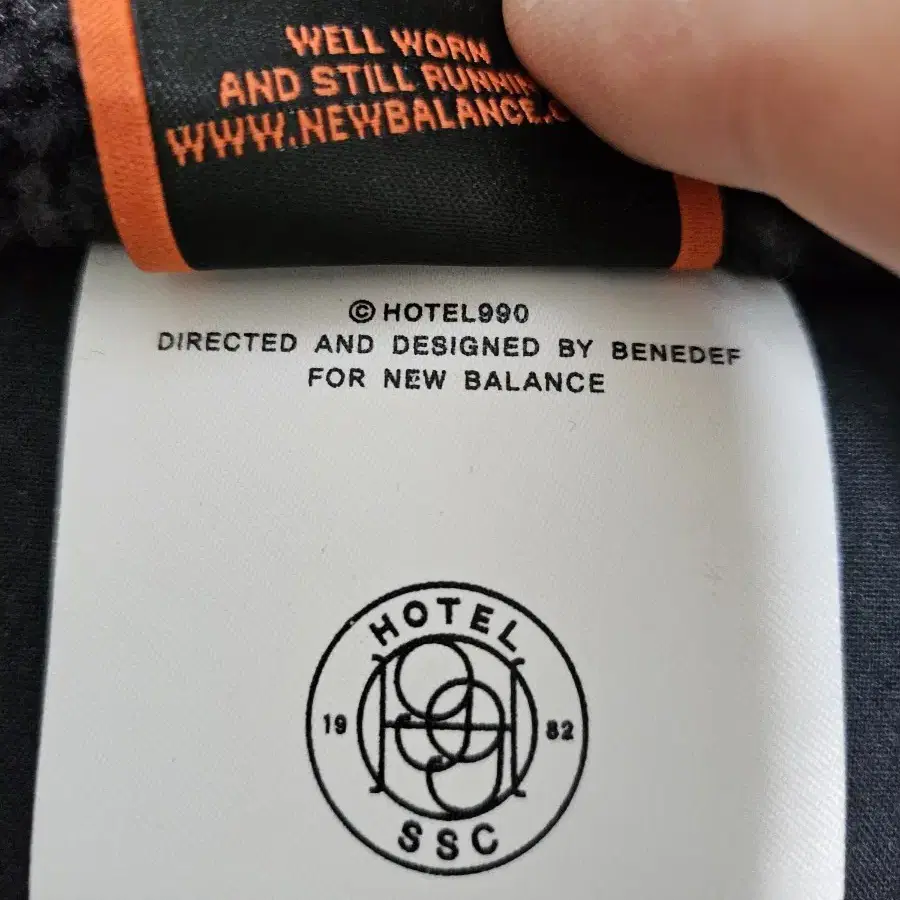 WELL WORN
AND STILL
WWW.NEWBALANCE.
© HOTEL990
DIRECTED AND DESIGNED BY BENEDEF
FOR NEW BALANCE
HOTEL
19 82
SSC